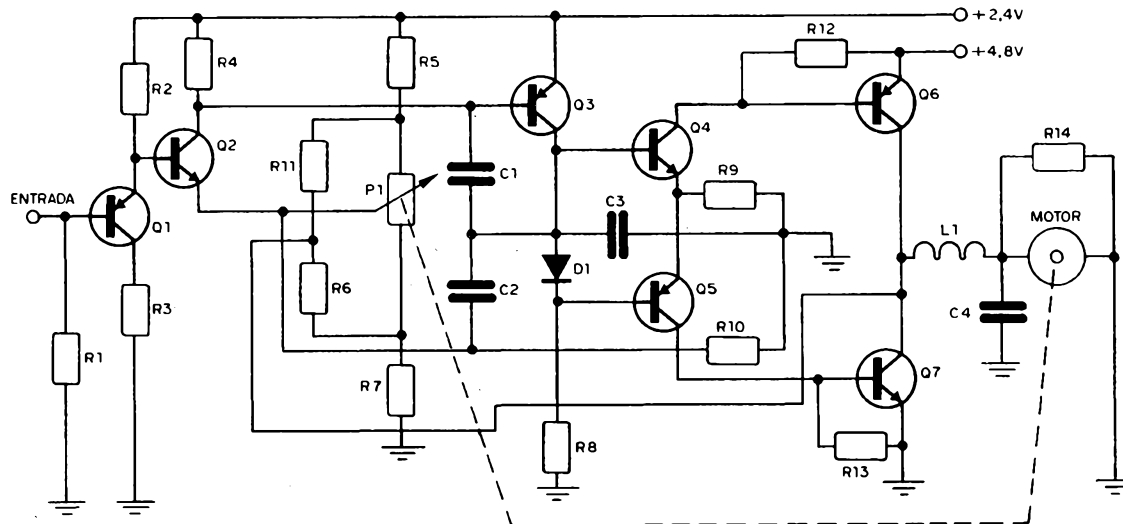 +2,4V
R12
+4,8V
R4
R5
R2
Q3
Q6
Q4
Q2
R14
R11
P1
C1
R9
ENTRADA
C3
MOTOR
Q1
L1
D1
R6
C2
Q5
R3
C4
R10
R1
Q7
R7
R8
R13